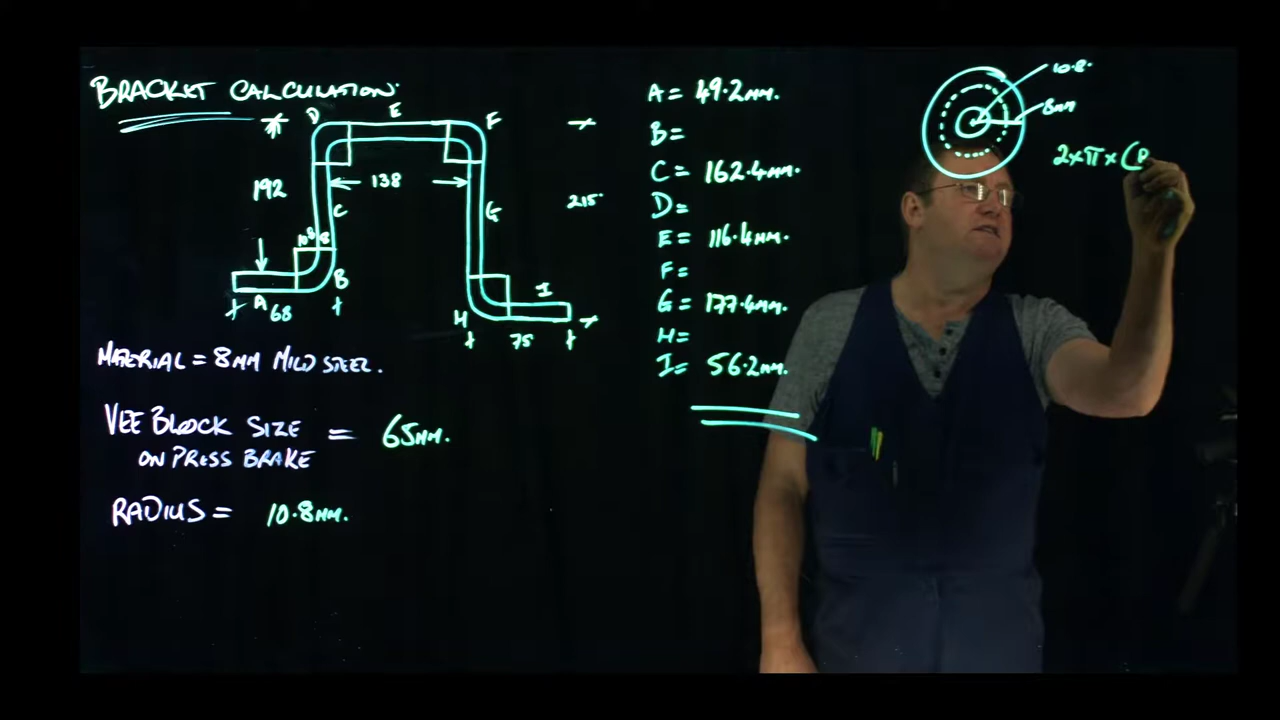 BRACKET CALCULATION.
D E F
192 138 C G 215
10.8 8
A B I
68 H 75
MATERIAL = 8MM MILD STEEL.
VEE BLOCK SIZE = 65MM.
ON PRESS BRAKE
RADIUS = 10.8MM.
A = 49.2MM.
B =
C = 162.4MM.
D =
E = 116.4MM.
F =
G = 177.4MM.
H =
I = 56.2MM.
10.8
8MM
2×π×(R